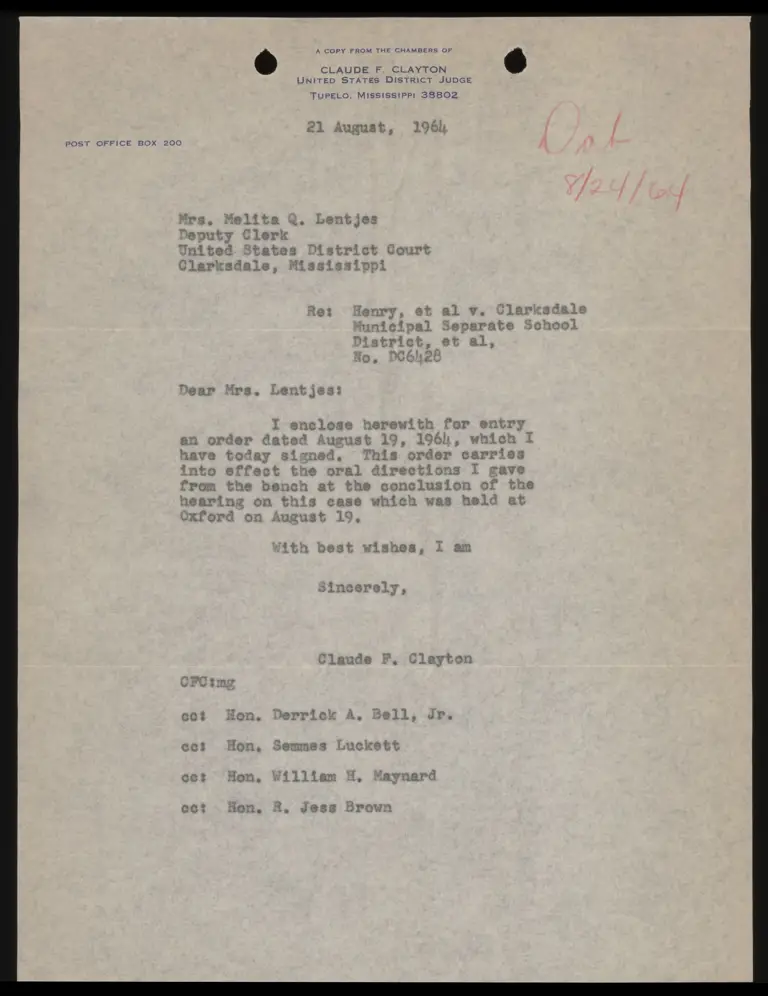 A COPY FROM THE CHAMBERS OF
CLAUDE F. CLAYTON
UNITED STATES DISTRICT JUDGE
TUPELO, MISSISSIPPI 38802
21 August, 1964
POST OFFICE BOX 200
8/24/64
Mrs. Melita Q. Lentjes
Deputy Clerk
United States District Court
Clarksdale, Mississippi
Re: Henry, et al v. Clarksdale
Municipal Separate School
District, et al,
No. DC6428
Dear Mrs. Lentjes:
I enclose herewith for entry
an order dated August 19, 1964, which I
have today signed. This order carries
into effect the oral directions I gave
from the bench at the conclusion of the
hearing on this case which was held at
Oxford on August 19.
With best wishes, I am
Sincerely,
Claude F. Clayton
CFC:mg
cc: Hon. Derrick A. Bell, Jr.
cc: Hon. Semmes Luckett
cc: Hon. William H. Maynard
cc: Hon. R. Jess Brown